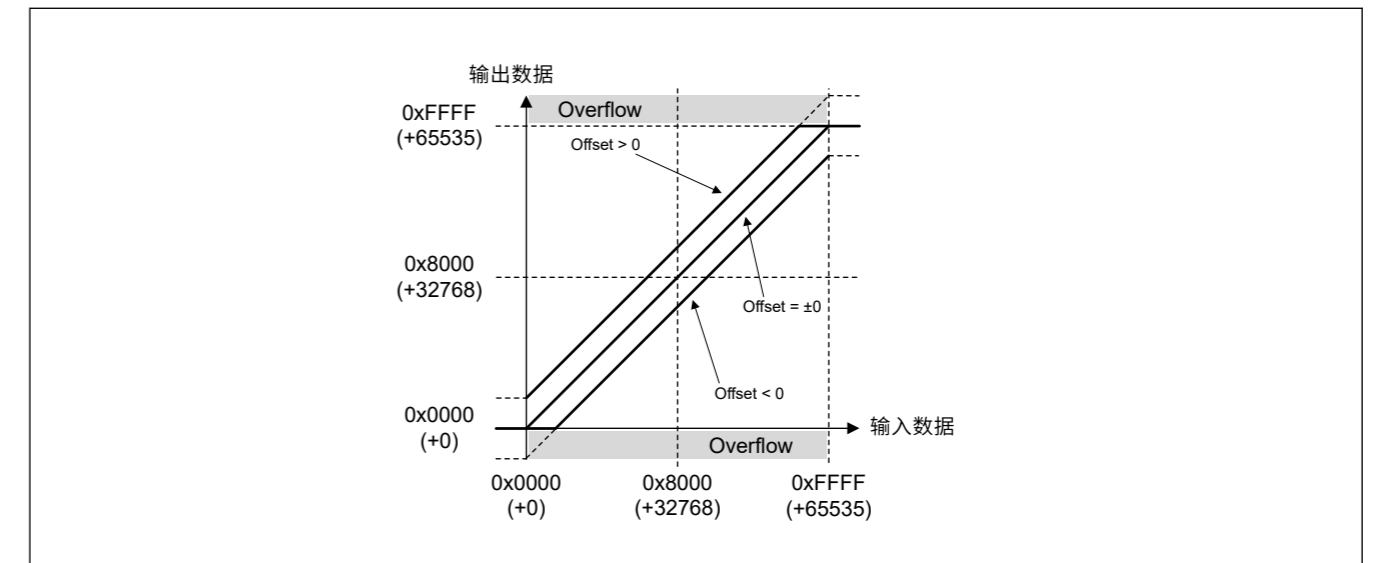 输出数据
0xFFFF
(+65535)
Overflow
Offset > 0
0x8000
(+32768)
Offset = ±0
Offset < 0
0x0000
(+0)
输入数据
Overflow
0x0000
(+0)
0x8000
(+32768)
0xFFFF
(+65535)